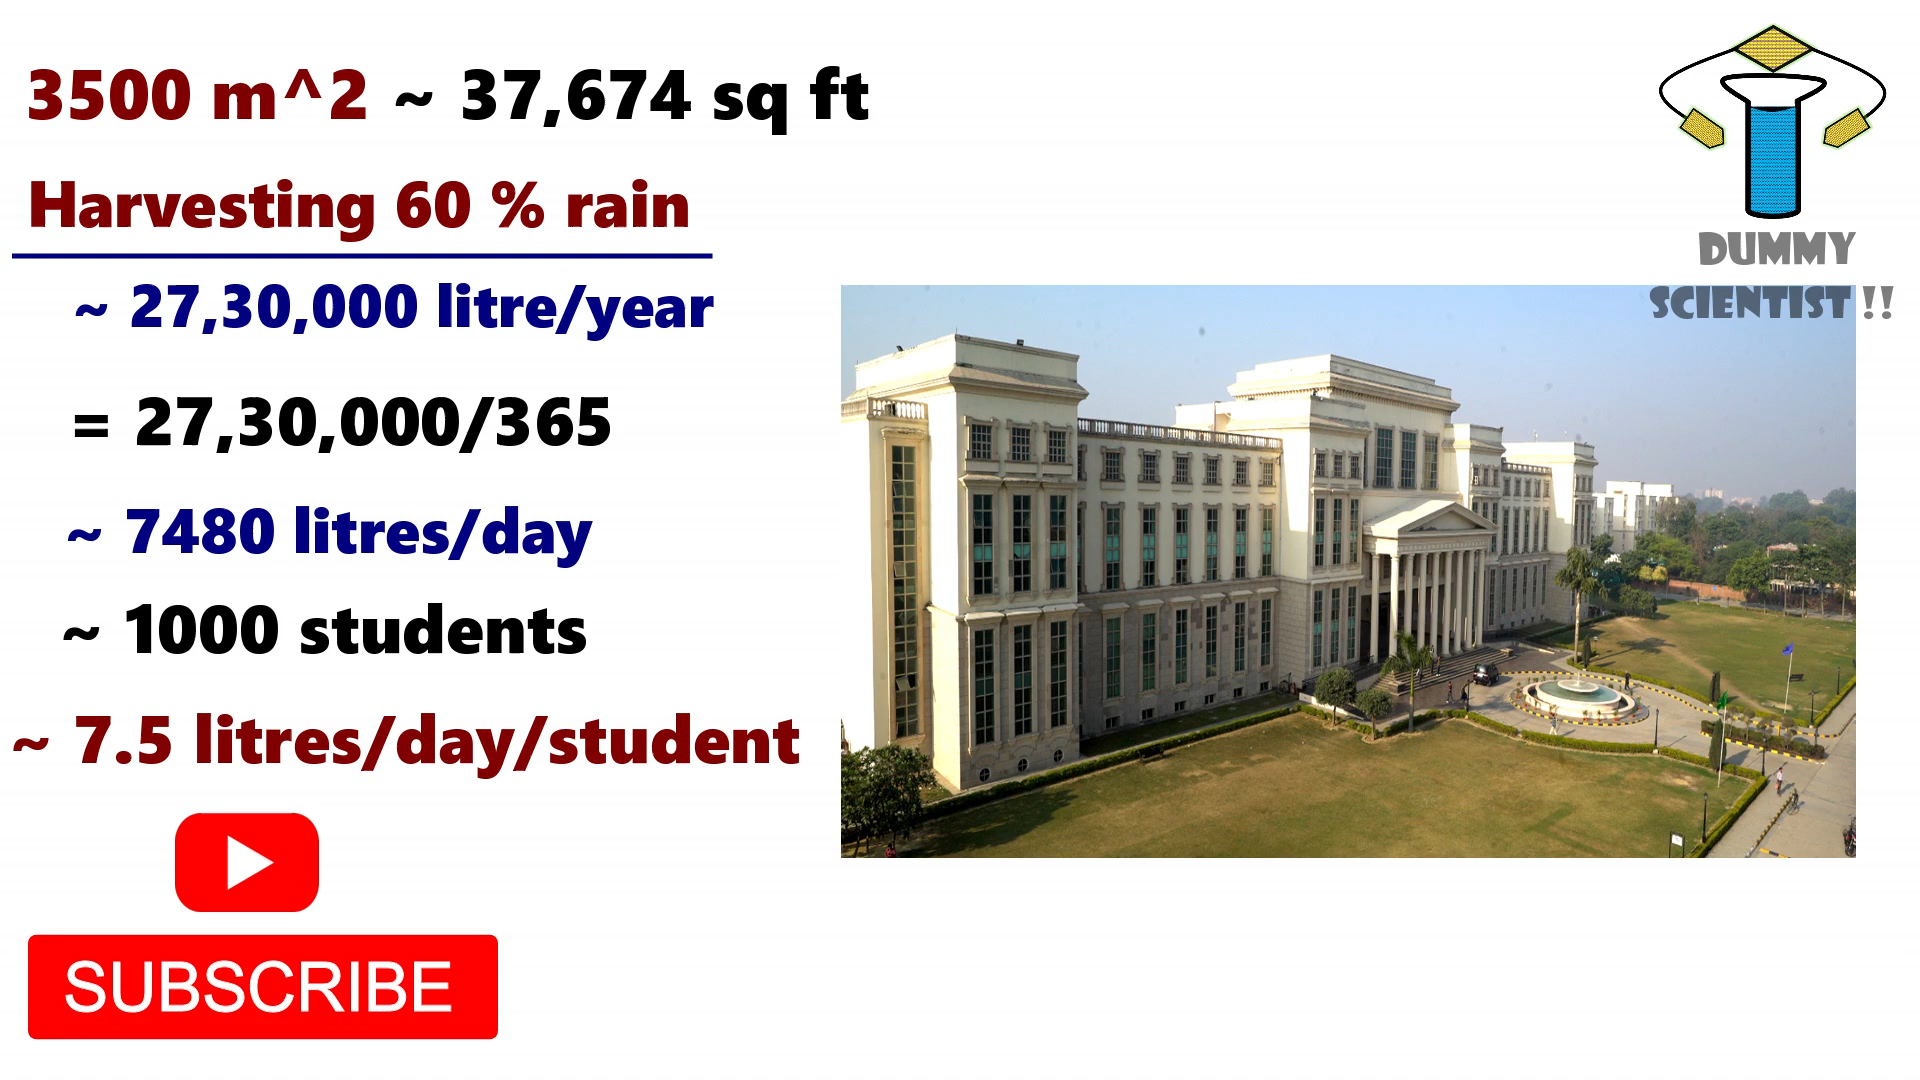 3500 m^2 ~ 37,674 sq ft
Harvesting 60 % rain
~ 27,30,000 litre/year
= 27,30,000/365
~ 7480 litres/day
~ 1000 students
~ 7.5 litres/day/student
SUBSCRIBE
DUMMY
SCIENTIST !!